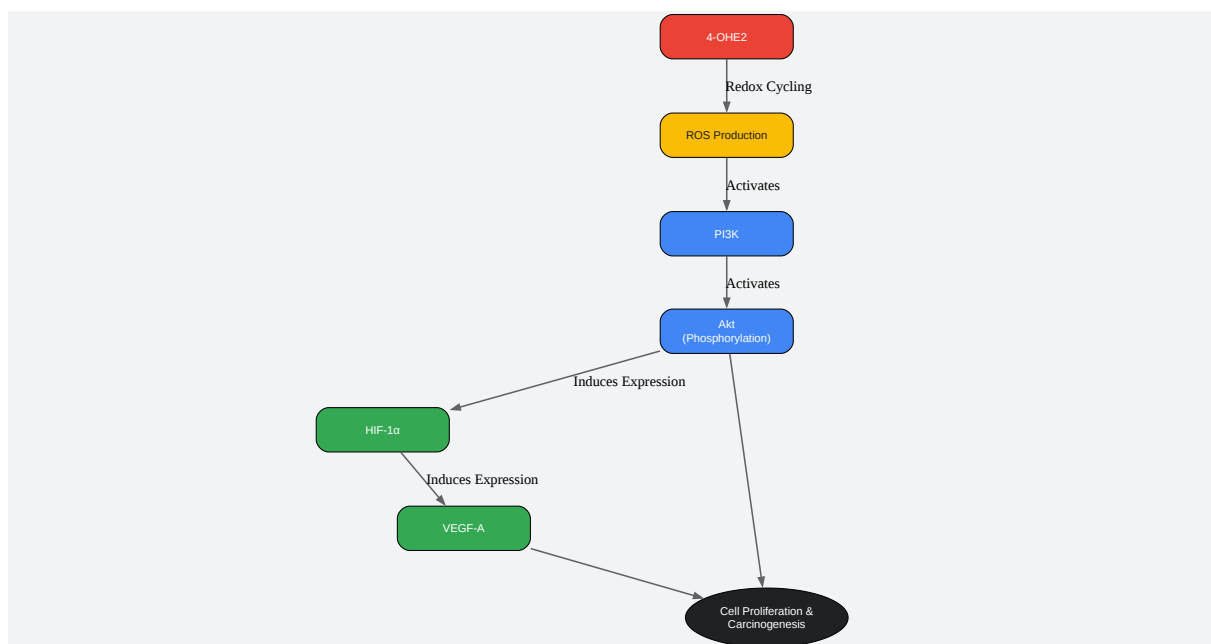 4-OHE2
Redox Cycling
ROS Production
Activates
PI3K
Activates
Akt
(Phosphorylation)
Induces Expression
HIF-1α
Induces Expression
VEGF-A
Cell Proliferation &
Carcinogenesis